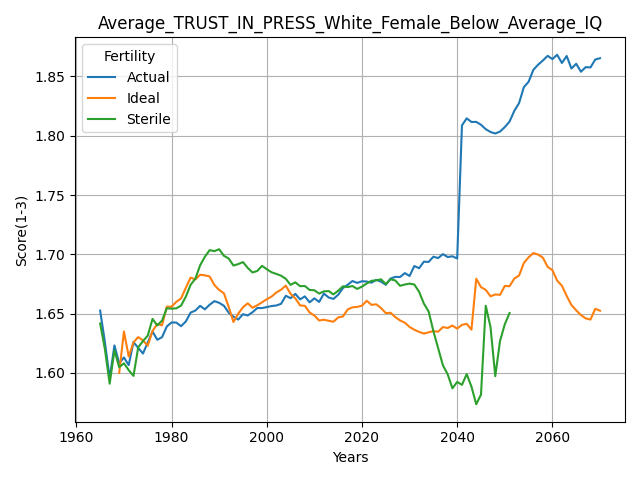 Average_TRUST_IN_PRESS_White_Female_Below_Average_IQ
Fertility
Actual
Ideal
Sterile
Score(1-3)
1.85
1.80
1.75
1.70
1.65
1.60
1960
1980
2000
2020
2040
2060
Years